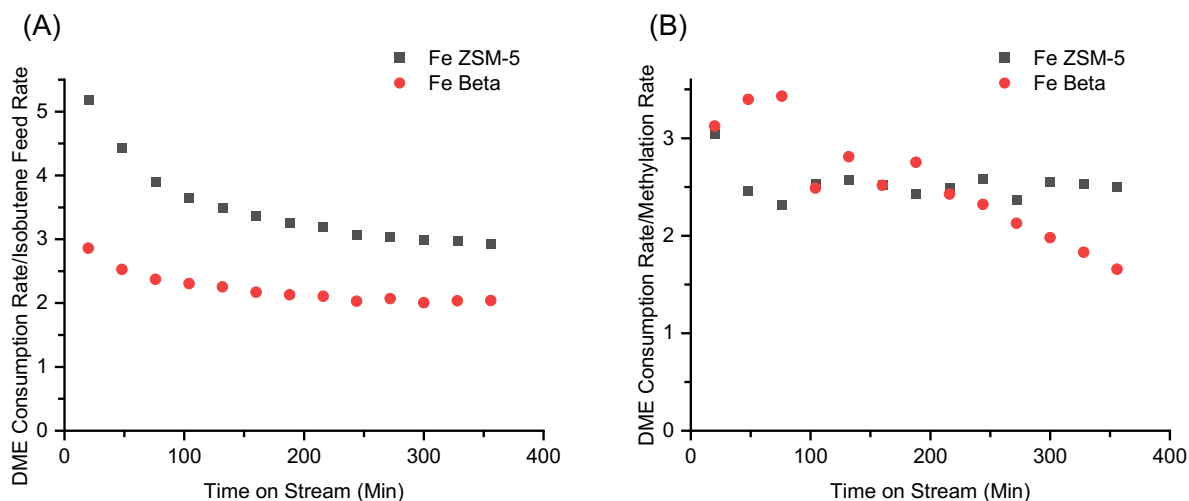 (A)
Fe ZSM-5
Fe Beta
DME Consumption Rate/Isobutene Feed Rate
5
4
3
2
1
0
0 100 200 300 400
Time on Stream (Min)
(B)
Fe ZSM-5
Fe Beta
DME Consumption Rate/Methylation Rate
3
2
1
0
0 100 200 300 400
Time on Stream (Min)